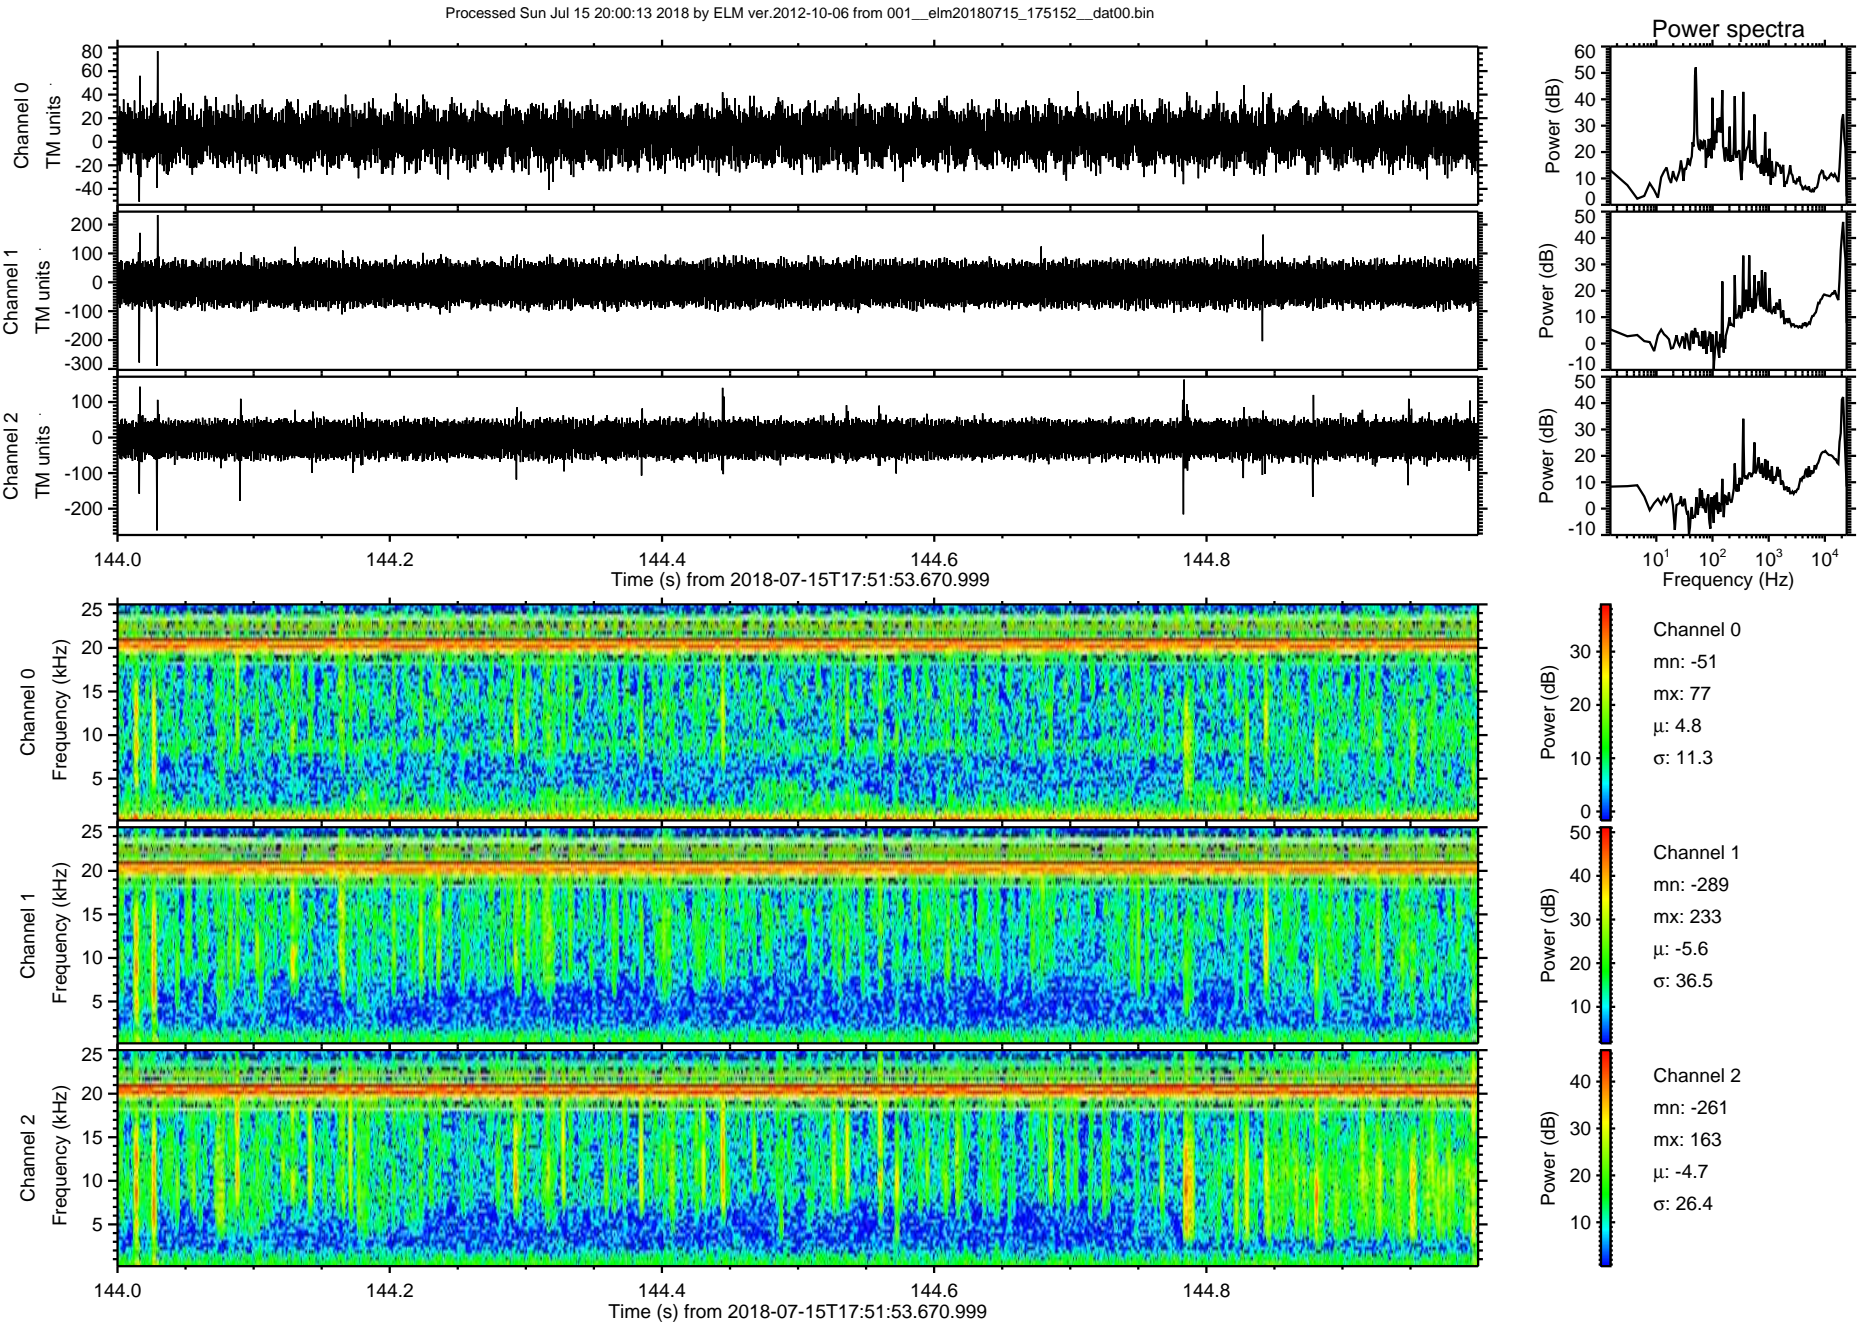 Processed Sun Jul 15 20:00:13 2018 by ELM ver.2012-10-06 from 001__elm20180715_175152__dat00.bin
Power spectra
Channel 0
TM units
80
60
40
20
0
-20
-40
Power (dB)
60
50
40
30
20
10
0
Channel 1
TM units
200
100
0
-100
-200
-300
Power (dB)
50
40
30
20
10
0
-10
Channel 2
TM units
100
0
-100
-200
Power (dB)
50
40
30
20
10
0
-10
144.0 144.2 144.4 144.6 144.8
Time (s) from 2018-07-15T17:51:53.670.999
10¹ 10² 10³ 10⁴
Frequency (Hz)
Channel 0
Frequency (kHz)
25
20
15
10
5
Power (dB)
30
20
10
0
Channel 0
mn: -51
mx: 77
μ: 4.8
σ: 11.3
Channel 1
Frequency (kHz)
25
20
15
10
5
Power (dB)
50
40
30
20
10
Channel 1
mn: -289
mx: 233
μ: -5.6
σ: 36.5
Channel 2
Frequency (kHz)
25
20
15
10
5
Power (dB)
40
30
20
10
Channel 2
mn: -261
mx: 163
μ: -4.7
σ: 26.4
144.0 144.2 144.4 144.6 144.8
Time (s) from 2018-07-15T17:51:53.670.999